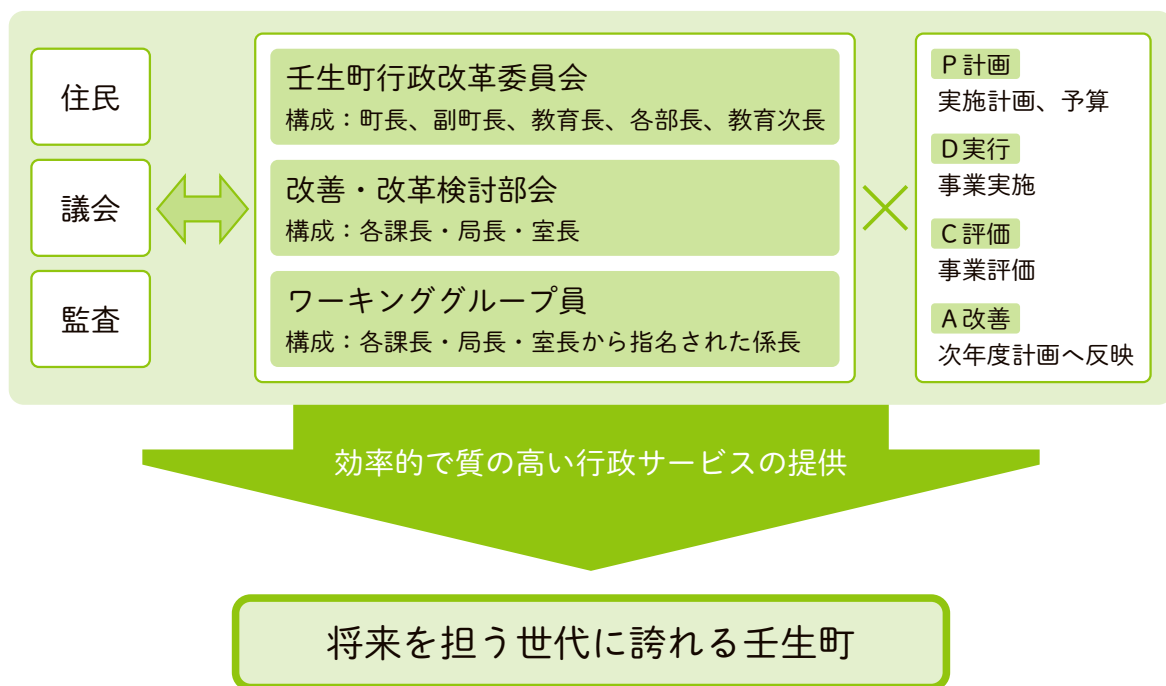 住民
議会
監査
壬生町行政改革委員会
構成：町長、副町長、教育長、各部長、教育次長
改善・改革検討部会
構成：各課長・局長・室長
ワーキンググループ員
構成：各課長・局長・室長から指名された係長
P計画
実施計画、予算
D実行
事業実施
C評価
事業評価
A改善
次年度計画へ反映
効率的で質の高い行政サービスの提供
将来を担う世代に誇れる壬生町